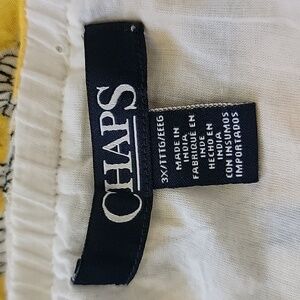 CHAPS
3X/TTTG/EEEG
MADE IN
INDIA
FABRIQUÉ EN
INDE
HECHO EN
INDIA
CON INSUMOS
IMPORTADOS